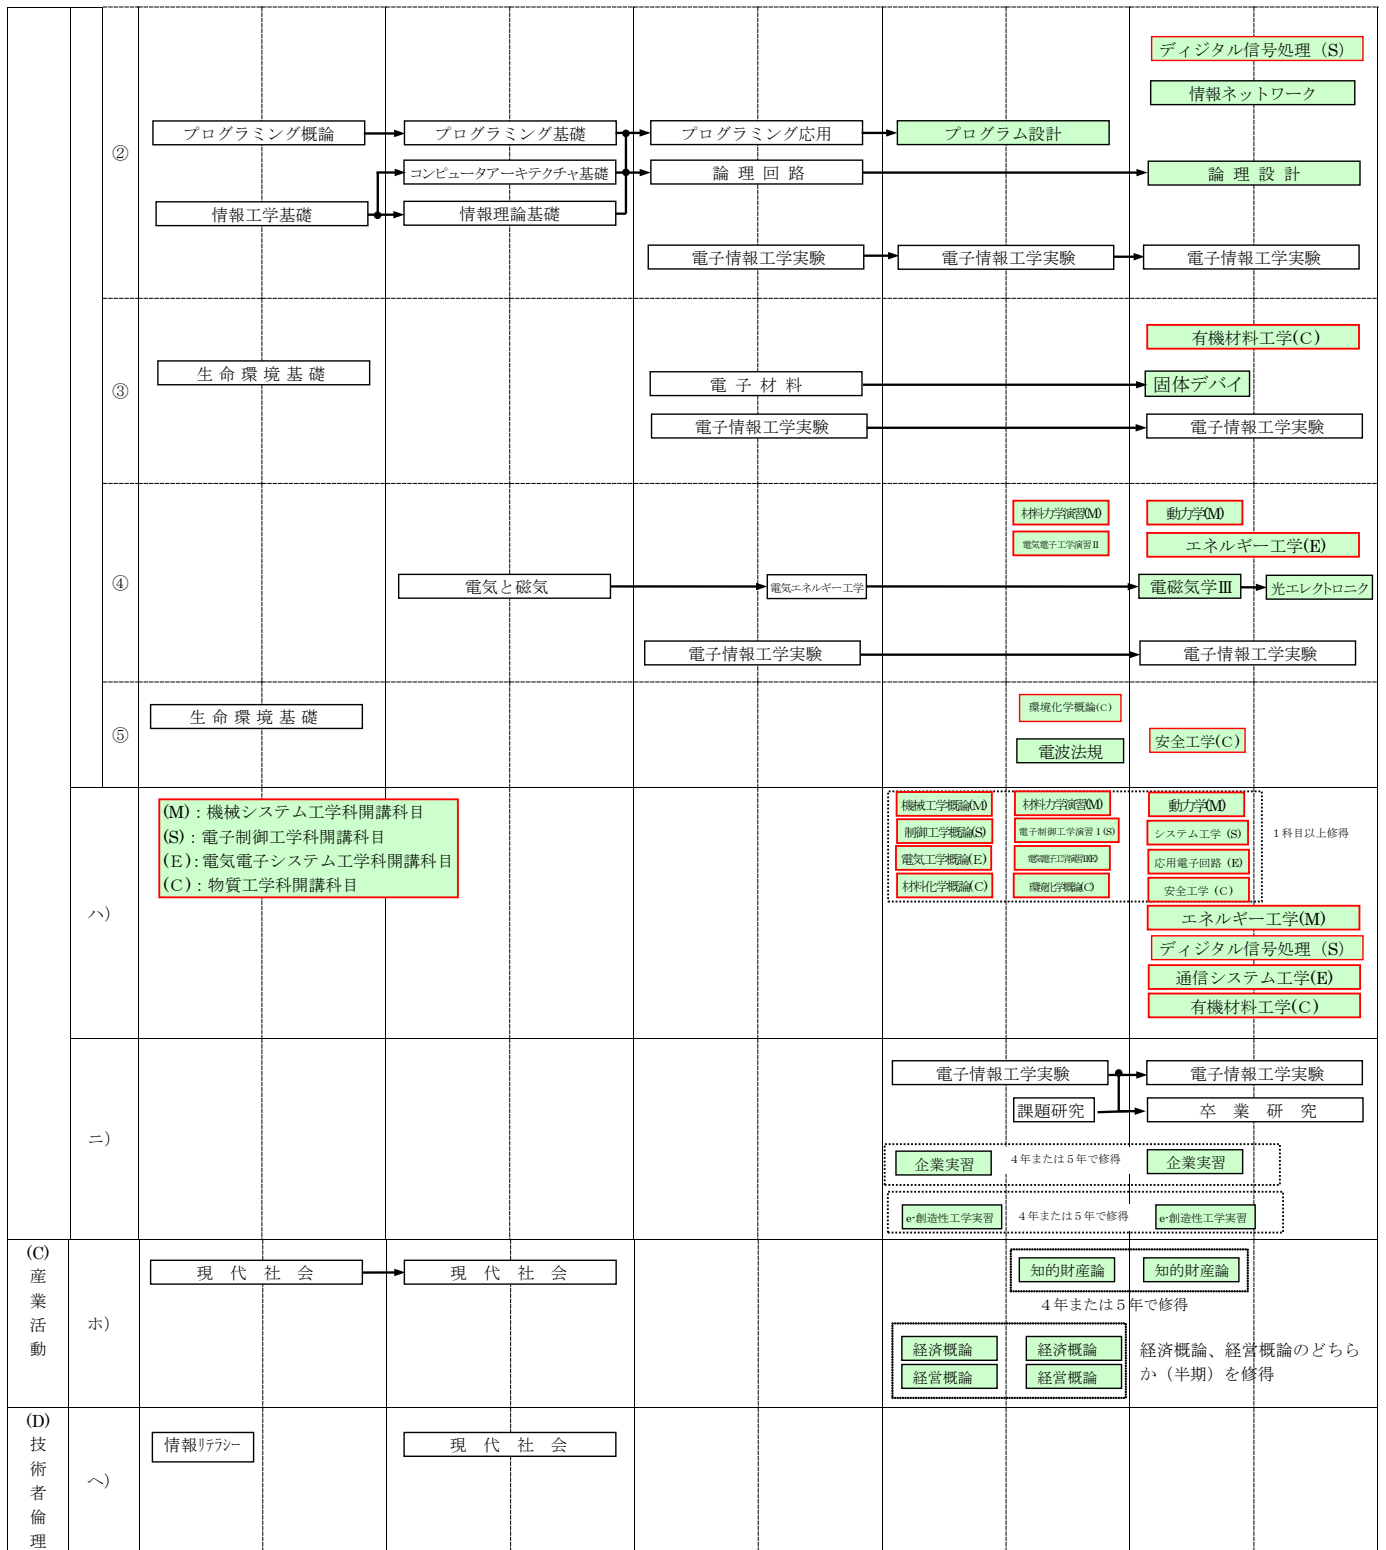 ディジタル信号処理（S）
情報ネットワーク
②
プログラミング概論
プログラミング基礎
プログラミング応用
プログラム設計
コンピュータアーキテクチャ基礎
論 理 回 路
論 理 設 計
情報工学基礎
情報理論基礎
電子情報工学実験
電子情報工学実験
電子情報工学実験
③
有機材料工学(C)
生 命 環 境 基 礎
電 子 材 料
固体デバイ
電子情報工学実験
電子情報工学実験
④
材料力学演習(M)
動力学(M)
電気電子工学演習Ⅱ
エネルギー工学(E)
電気と磁気
電気エネルギー工学
電磁気学Ⅲ
光エレクトロニク
電子情報工学実験
電子情報工学実験
⑤
生 命 環 境 基 礎
環境化学概論(C)
電波法規
安全工学(C)
ハ)
(M)：機械システム工学科開講科目
(S)：電子制御工学科開講科目
(E)：電気電子システム工学科開講科目
(C)：物質工学科開講科目
機械工学概論(M)
材料力学演習(M)
動力学(M)
制御工学概論(S)
電子制御工学演習Ⅰ(S)
システム工学 (S)
1科目以上修得
電気工学概論(E)
電気電子工学演習Ⅱ(E)
応用電子回路 (E)
材料化学概論(C)
環境化学概論(C)
安全工学 (C)
エネルギー工学(M)
ディジタル信号処理（S）
通信システム工学(E)
有機材料工学(C)
ニ)
電子情報工学実験
電子情報工学実験
課題研究
卒 業 研 究
企業実習
4年または5年で修得
企業実習
e-創造性工学実習
4年または5年で修得
e-創造性工学実習
(C)
産
業
活
動
ホ)
現 代 社 会
現 代 社 会
知的財産論
知的財産論
4年または5年で修得
経済概論
経済概論
経営概論
経営概論
経済概論、経営概論のどちら
か（半期）を修得
(D)
技
術
者
倫
理
ヘ)
情報リテラシー
現 代 社 会